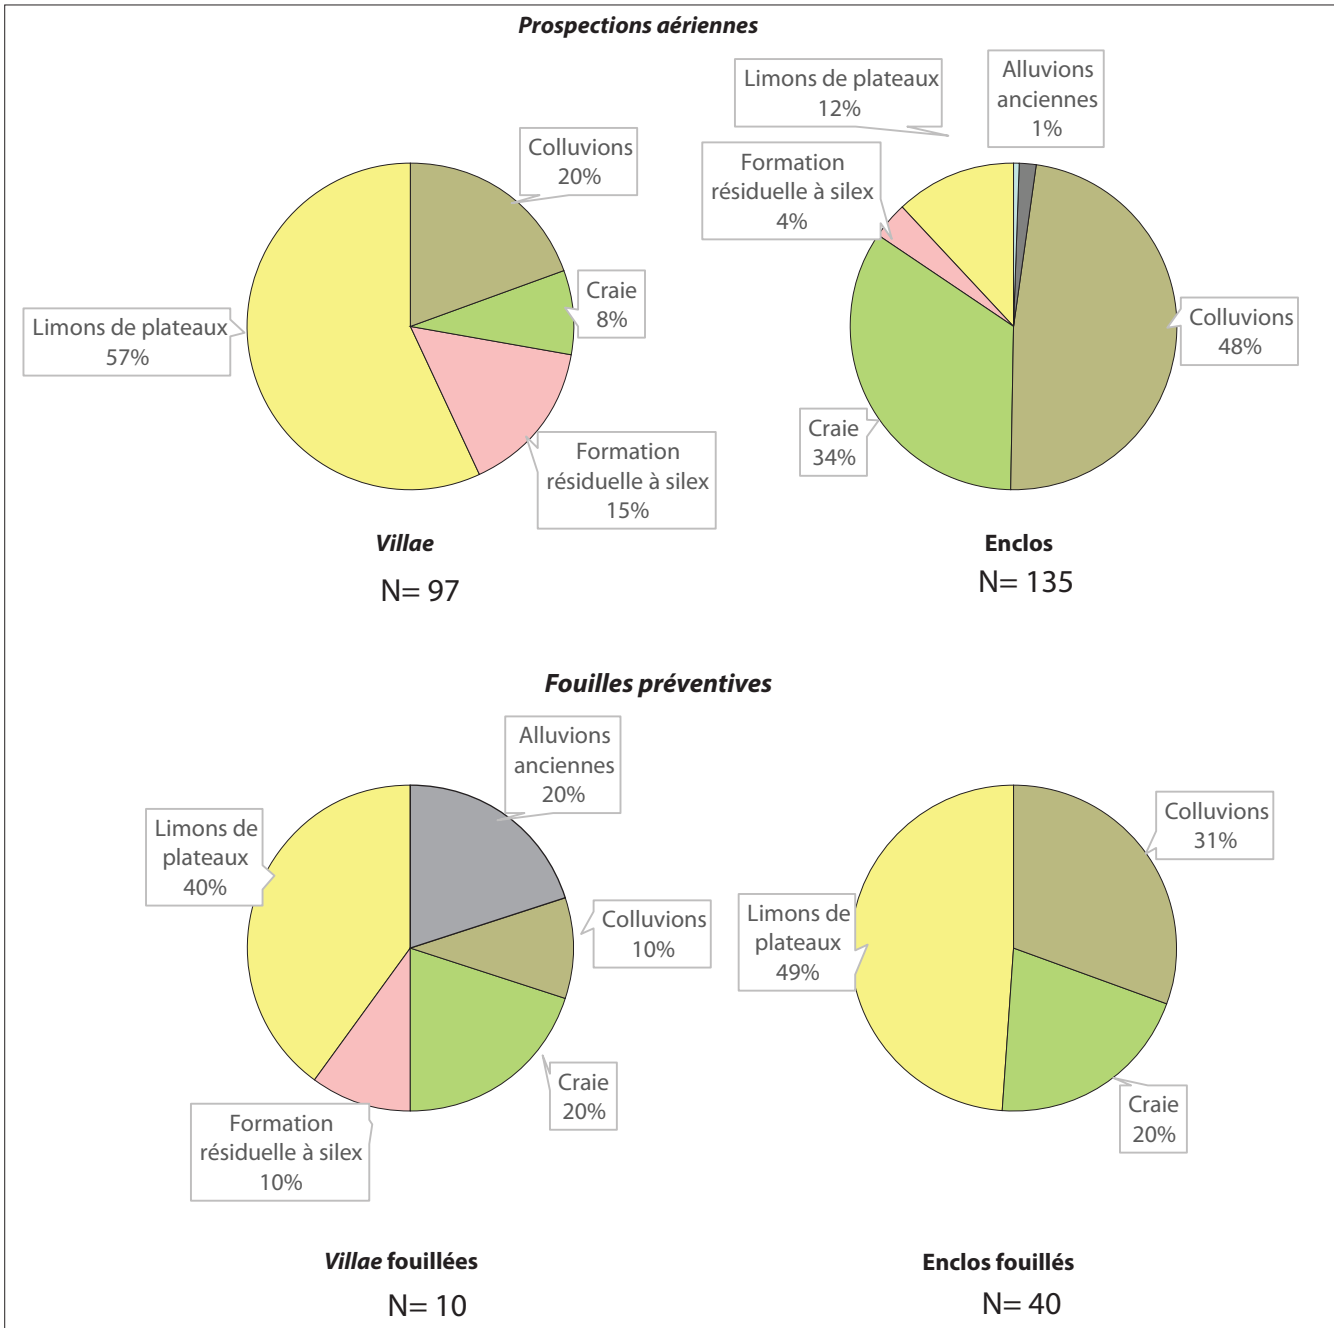 Prospections aériennes
Colluvions
20%
Craie
8%
Formation
résiduelle à silex
15%
Limons de plateaux
57%
Villae
N= 97
Limons de plateaux
12%
Alluvions
anciennes
1%
Formation
résiduelle à silex
4%
Colluvions
48%
Craie
34%
Enclos
N= 135
Fouilles préventives
Alluvions
anciennes
20%
Limons de
plateaux
40%
Colluvions
10%
Craie
20%
Formation
résiduelle à silex
10%
Villae fouillées
N= 10
Colluvions
31%
Limons de
plateaux
49%
Craie
20%
Enclos fouillés
N= 40